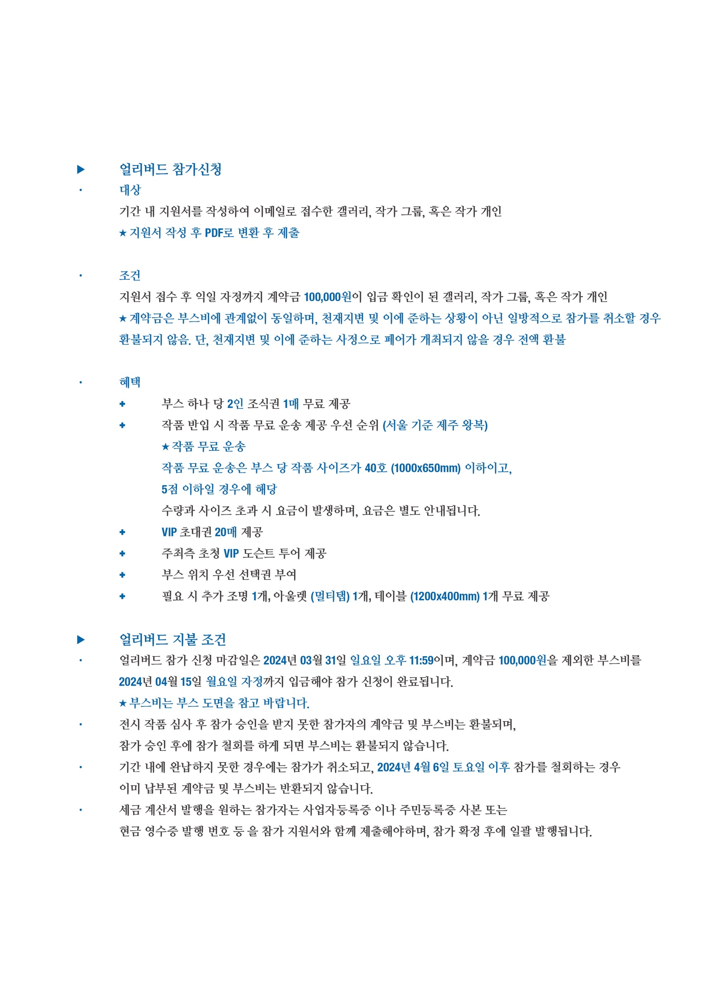 ▶ 얼리버드 참가신청
· 대상
기간 내 지원서를 작성하여 이메일로 접수한 갤러리, 작가 그룹, 혹은 작가 개인
★ 지원서 작성 후 PDF로 변환 후 제출
· 조건
지원서 접수 후 익일 자정까지 계약금 100,000원이 입금 확인이 된 갤러리, 작가 그룹, 혹은 작가 개인
★ 계약금은 부스비에 관계없이 동일하며, 천재지변 및 이에 준하는 상황이 아닌 일방적으로 참가를 취소할 경우
환불되지 않음. 단, 천재지변 및 이에 준하는 사정으로 페어가 개최되지 않을 경우 전액 환불
· 혜택
+ 부스 하나 당 2인 조식권 1매 무료 제공
+ 작품 반입 시 작품 무료 운송 제공 우선 순위 (서울 기준 제주 왕복)
★ 작품 무료 운송
작품 무료 운송은 부스 당 작품 사이즈가 40호 (1000x650mm) 이하이고,
5점 이하일 경우에 해당
수량과 사이즈 초과 시 요금이 발생하며, 요금은 별도 안내됩니다.
+ VIP 초대권 20매 제공
+ 주최측 초청 VIP 도슨트 투어 제공
+ 부스 위치 우선 선택권 부여
+ 필요 시 추가 조명 1개, 아울렛 (멀티탭) 1개, 테이블 (1200x400mm) 1개 무료 제공
▶ 얼리버드 지불 조건
· 얼리버드 참가 신청 마감일은 2024년 03월 31일 일요일 오후 11:59이며, 계약금 100,000원을 제외한 부스비를
2024년 04월 15일 월요일 자정까지 입금해야 참가 신청이 완료됩니다.
★ 부스비는 부스 도면을 참고 바랍니다.
· 전시 작품 심사 후 참가 승인을 받지 못한 참가자의 계약금 및 부스비는 환불되며,
참가 승인 후에 참가 철회를 하게 되면 부스비는 환불되지 않습니다.
· 기간 내에 완납하지 못한 경우에는 참가가 취소되고, 2024년 4월 6일 토요일 이후 참가를 철회하는 경우
이미 납부된 계약금 및 부스비는 반환되지 않습니다.
· 세금 계산서 발행을 원하는 참가자는 사업자등록증 이나 주민등록증 사본 또는
현금 영수증 발행 번호 등 을 참가 지원서와 함께 제출해야하며, 참가 확정 후에 일괄 발행됩니다.